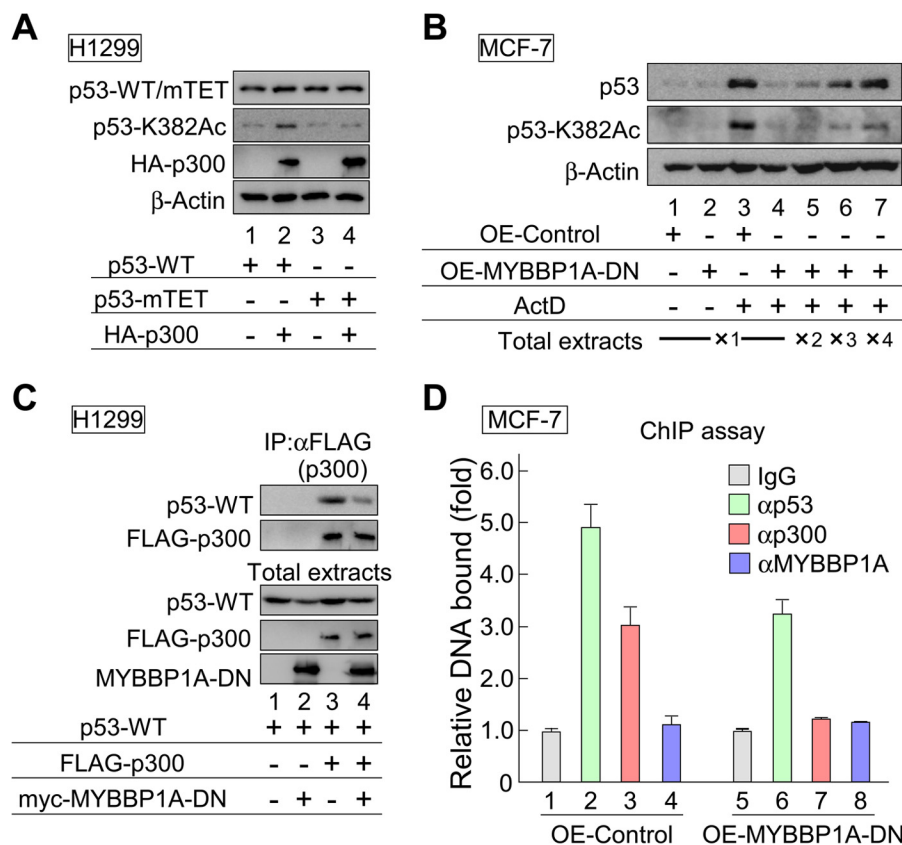 A
H1299
p53-WT/mTET
p53-K382Ac
HA-p300
β-Actin
1 2 3 4
p53-WT + + - -
p53-mTET - - + +
HA-p300 - + - +
B
MCF-7
p53
p53-K382Ac
β-Actin
1 2 3 4 5 6 7
OE-Control + - + - - - -
OE-MYBBP1A-DN - + - + + + +
ActD - - + + + + +
Total extracts ×1 ×2 ×3 ×4
C
H1299
IP:αFLAG
(p300)
p53-WT
FLAG-p300
Total extracts
p53-WT
FLAG-p300
MYBBP1A-DN
1 2 3 4
p53-WT + + + +
FLAG-p300 - - + +
myc-MYBBP1A-DN - + - +
D
MCF-7
ChIP assay
Relative DNA bound (fold)
6.0
5.0
4.0
3.0
2.0
1.0
0
IgG
αp53
αp300
αMYBBP1A
1 2 3 4 5 6 7 8
OE-Control OE-MYBBP1A-DN